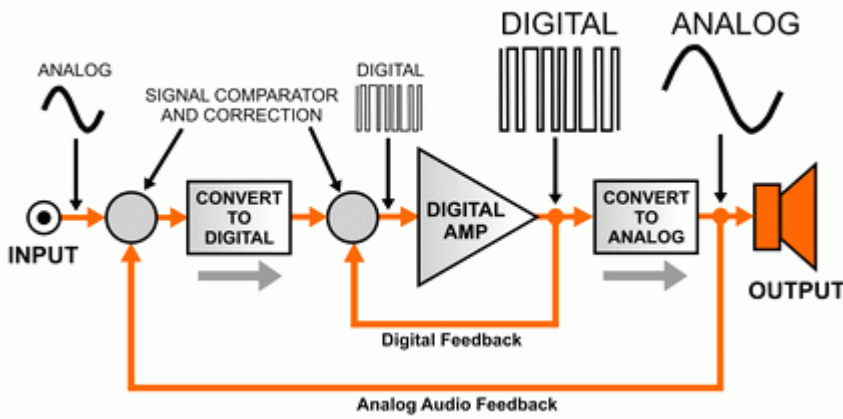 DIGITAL
ANALOG
ANALOG
SIGNAL COMPARATOR
AND CORRECTION
DIGITAL
INPUT
CONVERT
TO
DIGITAL
DIGITAL
AMP
CONVERT
TO
ANALOG
OUTPUT
Digital Feedback
Analog Audio Feedback